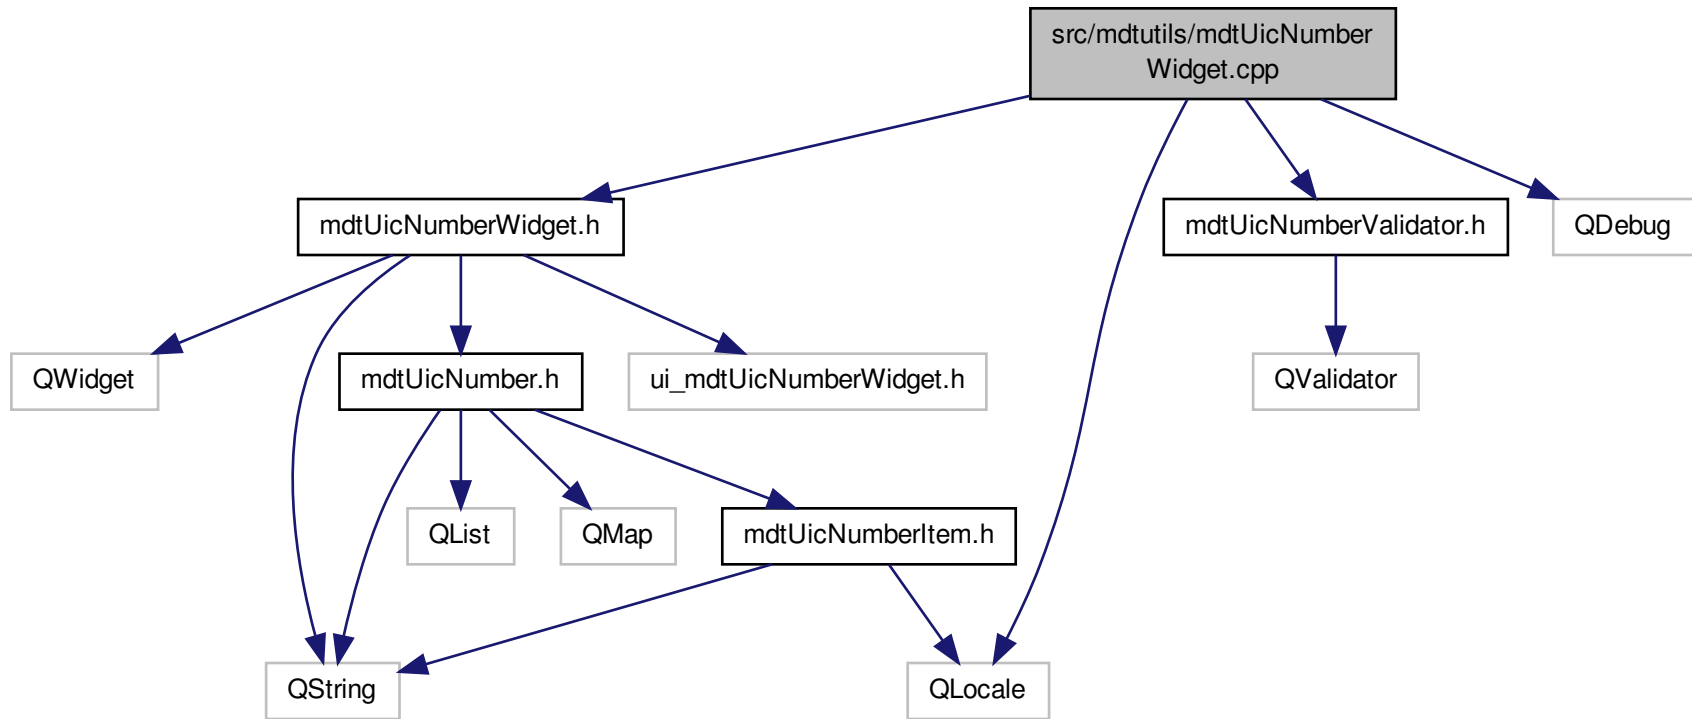 src/mdtutils/mdtUicNumber
Widget.cpp
mdtUicNumberWidget.h
mdtUicNumberValidator.h
QDebug
QWidget
mdtUicNumber.h
ui_mdtUicNumberWidget.h
QValidator
QList
QMap
mdtUicNumberItem.h
QString
QLocale